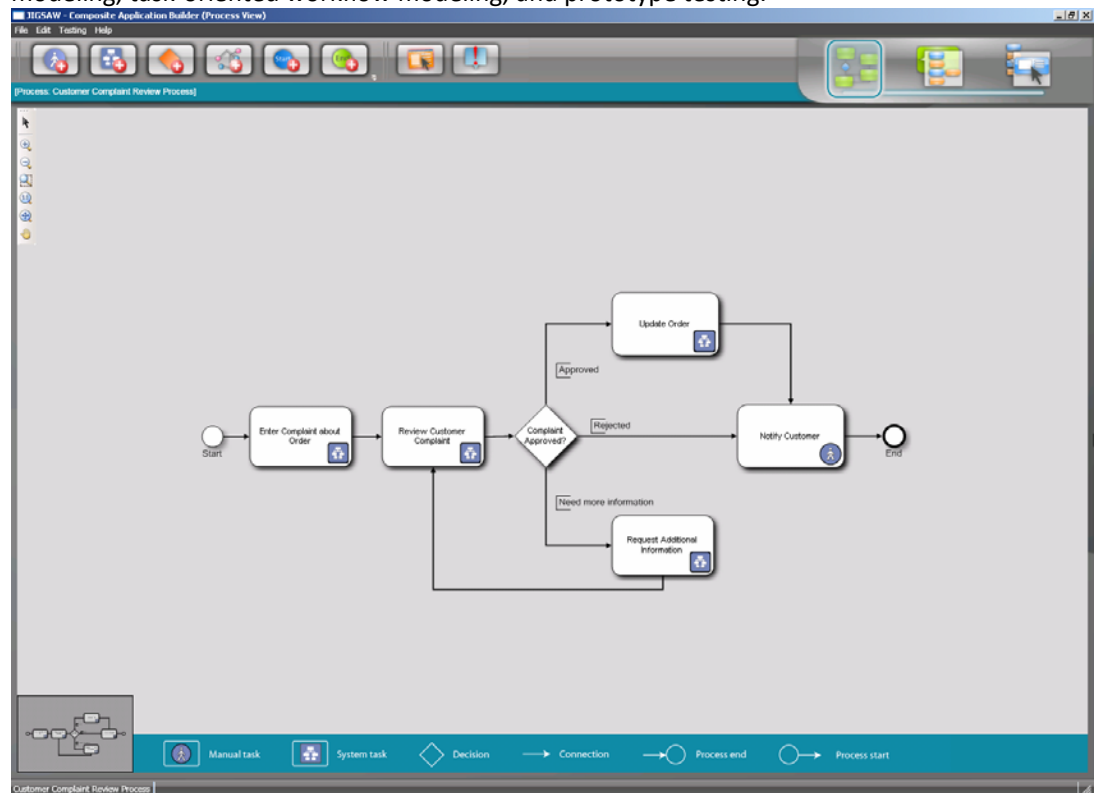 modeling, task-oriented workflow modeling, and prototype testing.
JIGSAW - Composite Application Builder (Process View)
File Edit Testing Help
Start
End
[Process: Customer Complaint Review Process]
Update Order
Approved
Enter Complaint about
Order
Review Customer
Complaint
Complaint
Approved?
Rejected
Notify Customer
Start
End
Need more information
Request Additional
Information
Manual task
System task
Decision
Connection
Process end
Process start
Customer Complaint Review Process